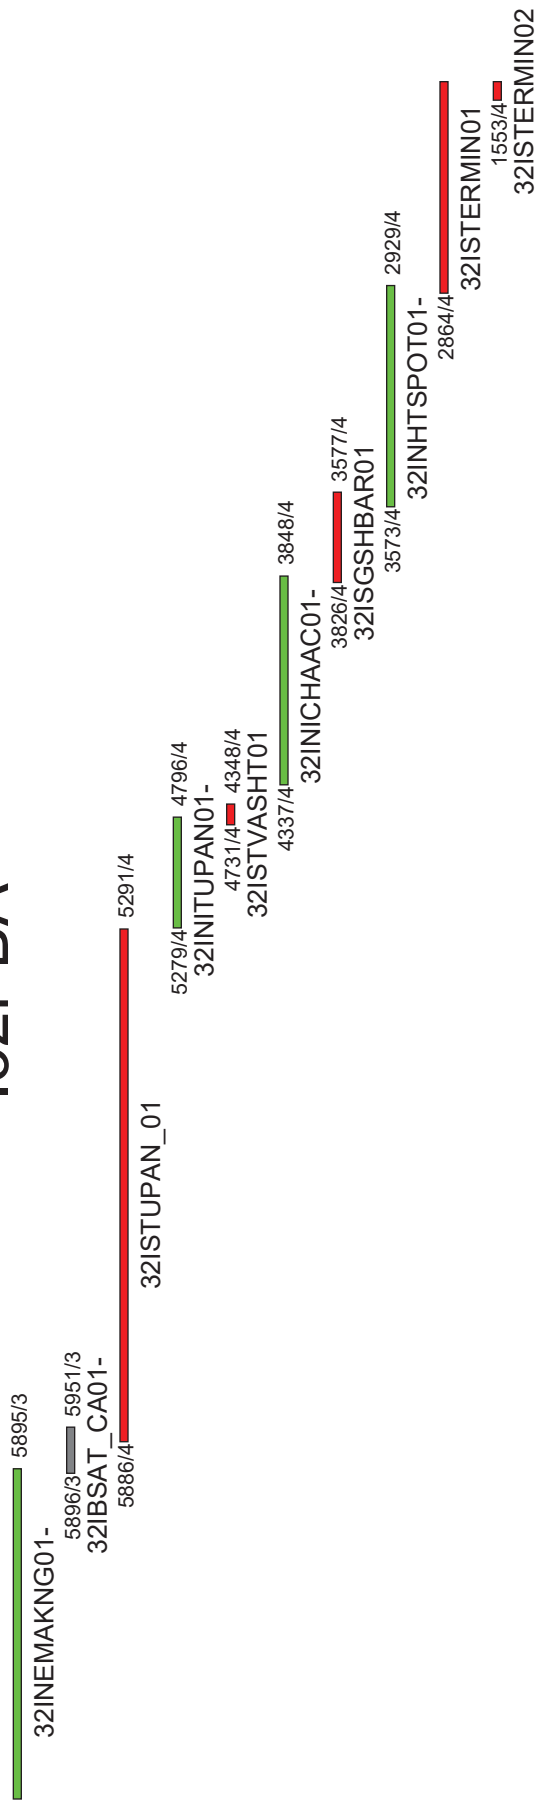 32INEMAKNG01-
5895/3
5896/3
5951/3
32IBSAT_CA01-
5886/4
5291/4
32ISTUPAN_01
5279/4
4796/4
32INITUPAN01-
4731/4
4348/4
32ISTVASHT01
4337/4
3848/4
32INICHAAC01-
3826/4
3577/4
32ISGSHBAR01
3573/4
2929/4
32INHTSPOT01-
2864/4
32ISTERMIN01
1553/4
32ISTERMIN02